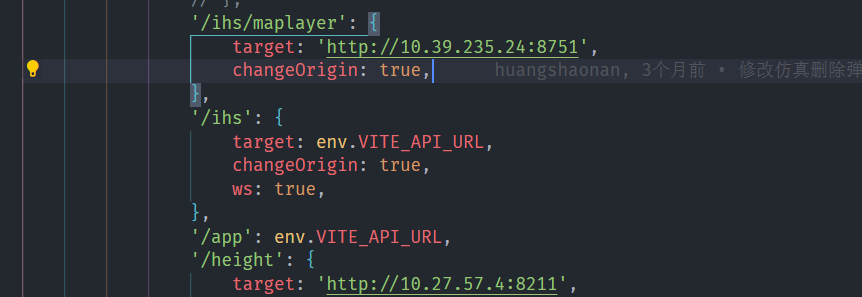 // },
'/ihs/maplayer': {
target: 'http://10.39.235.24:8751',
changeOrigin: true, huangshaonan, 3个月前 • 修改仿真删除弹
},
'/ihs': {
target: env.VITE_API_URL,
changeOrigin: true,
ws: true,
},
'/app': env.VITE_API_URL,
'/height': {
target: 'http://10.27.57.4:8211',